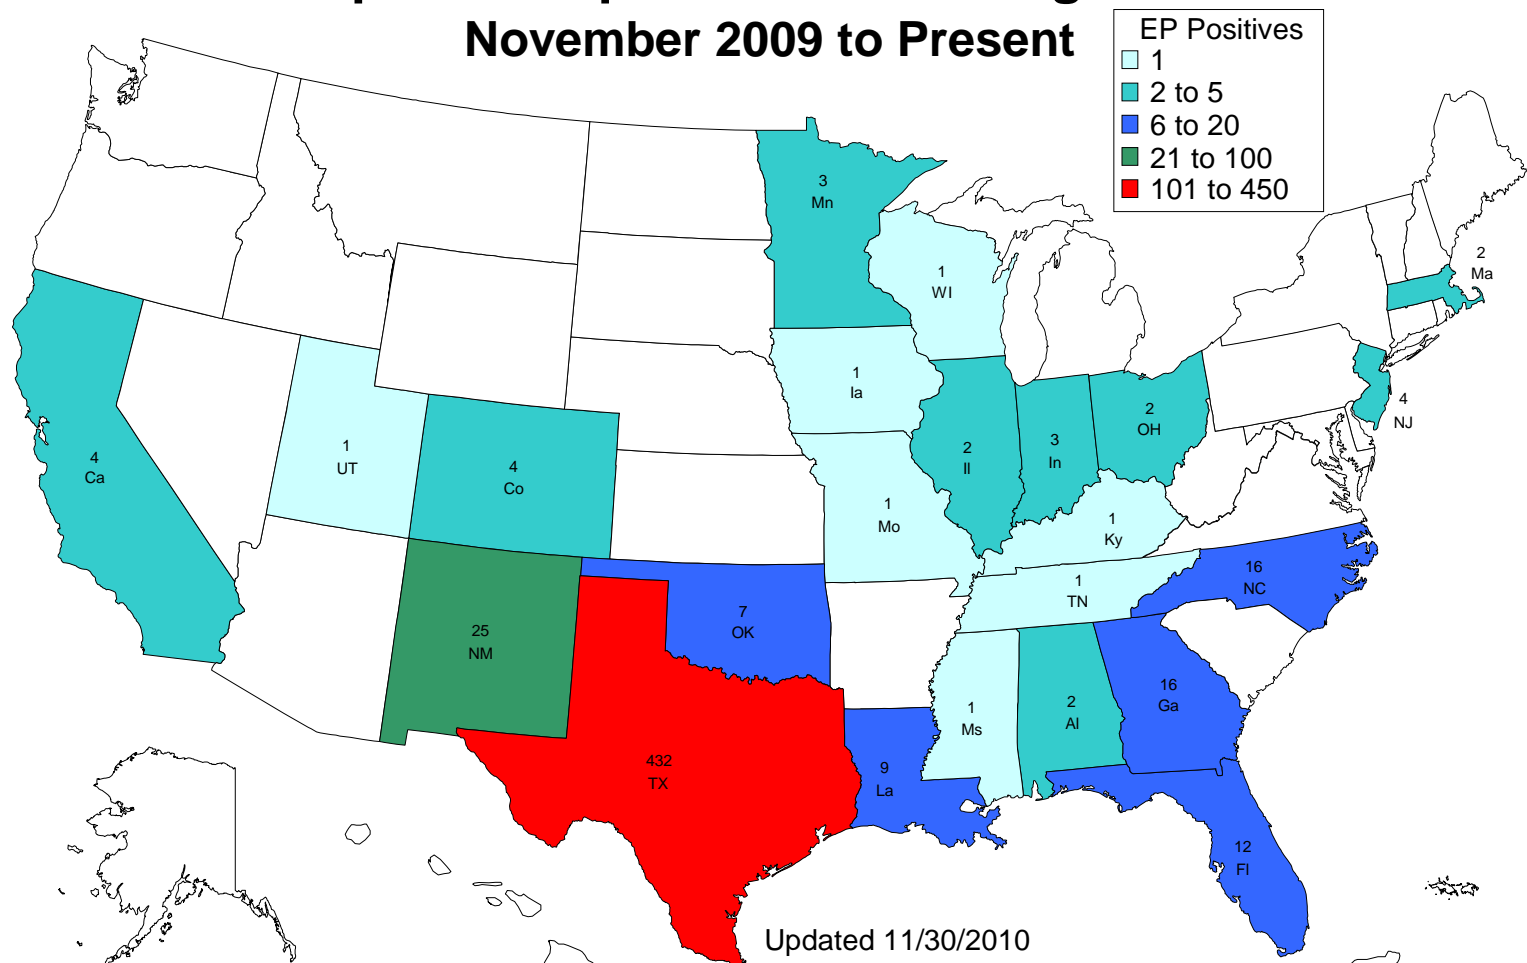 November 2009 to Present
EP Positives
1
2 to 5
6 to 20
21 to 100
101 to 450
3
Mn
2
Ma
1
WI
1
Ia
2
OH
4
NJ
4
Ca
1
UT
4
Co
2
Il
3
In
1
Mo
1
Ky
16
NC
1
TN
7
OK
25
NM
16
Ga
2
Al
1
Ms
432
TX
9
La
12
Fl
Updated 11/30/2010